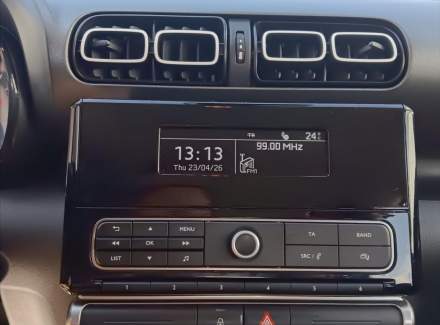 TA 24°
13:13 99.00 MHz
Thu 23/04/26 FM1
MENU TA BAND
OK
LIST SRC /
1 2 3 4 5 6